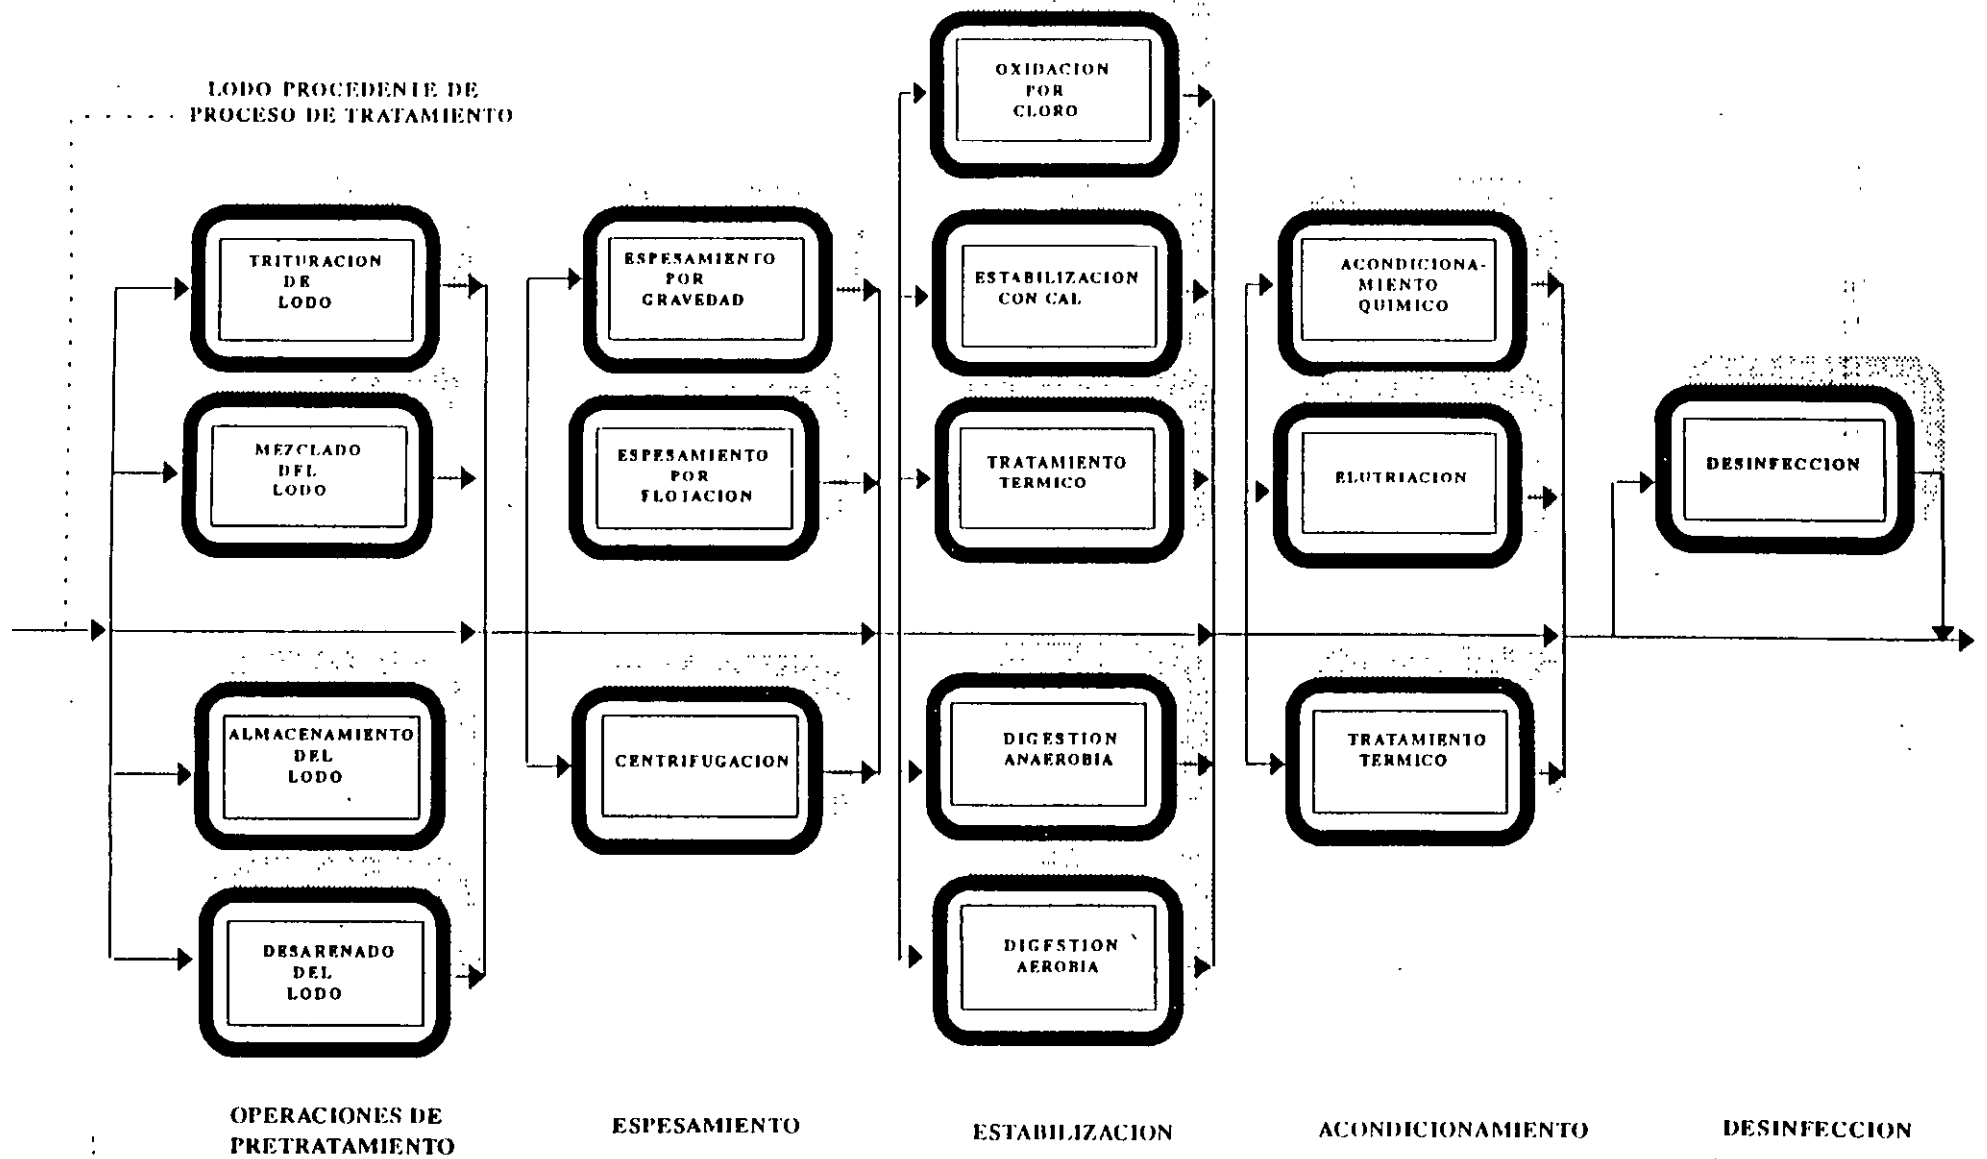 LODO PROCEDENTE DE
PROCESO DE TRATAMIENTO
TRITURACION
DE
LODO
MEZCLADO
DEL
LODO
ALMACENAMIENTO
DEL
LODO
DESARENADO
DEL
LODO
OPERACIONES DE
PRETRATAMIENTO
ESPESAMIENTO
POR
GRAVEDAD
ESPESAMIENTO
POR
FLOTACION
CENTRIFUGACION
ESPESAMIENTO
OXIDACION
POR
CLORO
ESTABILIZACION
CON CAL
TRATAMIENTO
TERMICO
DIGESTION
ANAEROBIA
DIGESTION
AEROBIA
ESTABILIZACION
ACONDICIONA-
MIENTO
QUIMICO
ELUTRIACION
TRATAMIENTO
TERMICO
ACONDICIONAMIENTO
DESINFECCION
DESINFECCION